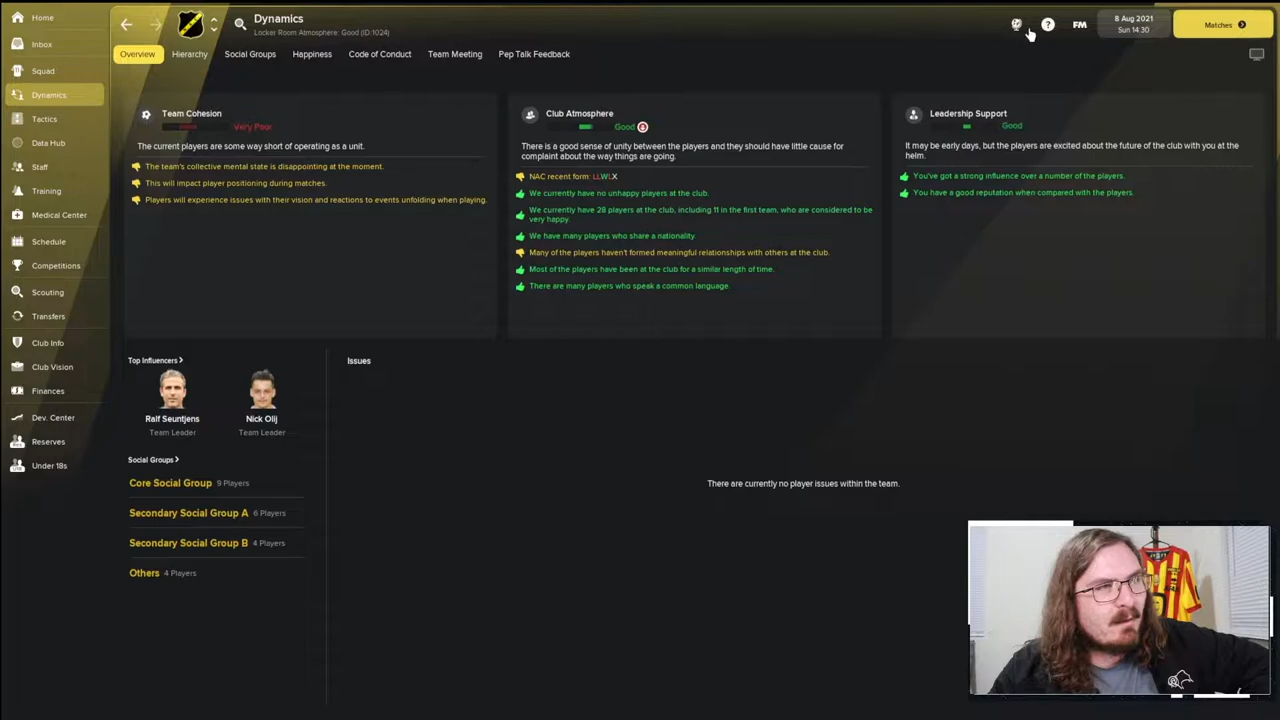 Home
Inbox
Squad
Dynamics
Tactics
Data Hub
Staff
Training
Medical Center
Schedule
Competitions
Scouting
Transfers
Club Info
Club Vision
Finances
Dev. Center
Reserves
Under 18s
Dynamics
Locker Room Atmosphere: Good (ID:1024)
?
FM
8 Aug 2021
Sun 14:30
Matches
Overview
Hierarchy
Social Groups
Happiness
Code of Conduct
Team Meeting
Pep Talk Feedback
Team Cohesion
Very Poor
The current players are some way short of operating as a unit.
The team's collective mental state is disappointing at the moment.
This will impact player positioning during matches.
Players will experience issues with their vision and reactions to events unfolding when playing.
Club Atmosphere
Good
There is a good sense of unity between the players and they should have little cause for
complaint about the way things are going.
NAC recent form: LLWLX
We currently have no unhappy players at the club.
We currently have 28 players at the club, including 11 in the first team, who are considered to be
very happy.
We have many players who share a nationality.
Many of the players haven't formed meaningful relationships with others at the club.
Most of the players have been at the club for a similar length of time.
There are many players who speak a common language.
Leadership Support
Good
It may be early days, but the players are excited about the future of the club with you at the
helm.
You've got a strong influence over a number of the players.
You have a good reputation when compared with the players.
Top Influencers
Ralf Seuntjens
Team Leader
Nick Olij
Team Leader
Social Groups
Core Social Group 9 Players
Secondary Social Group A 6 Players
Secondary Social Group B 4 Players
Others 4 Players
Issues
There are currently no player issues within the team.